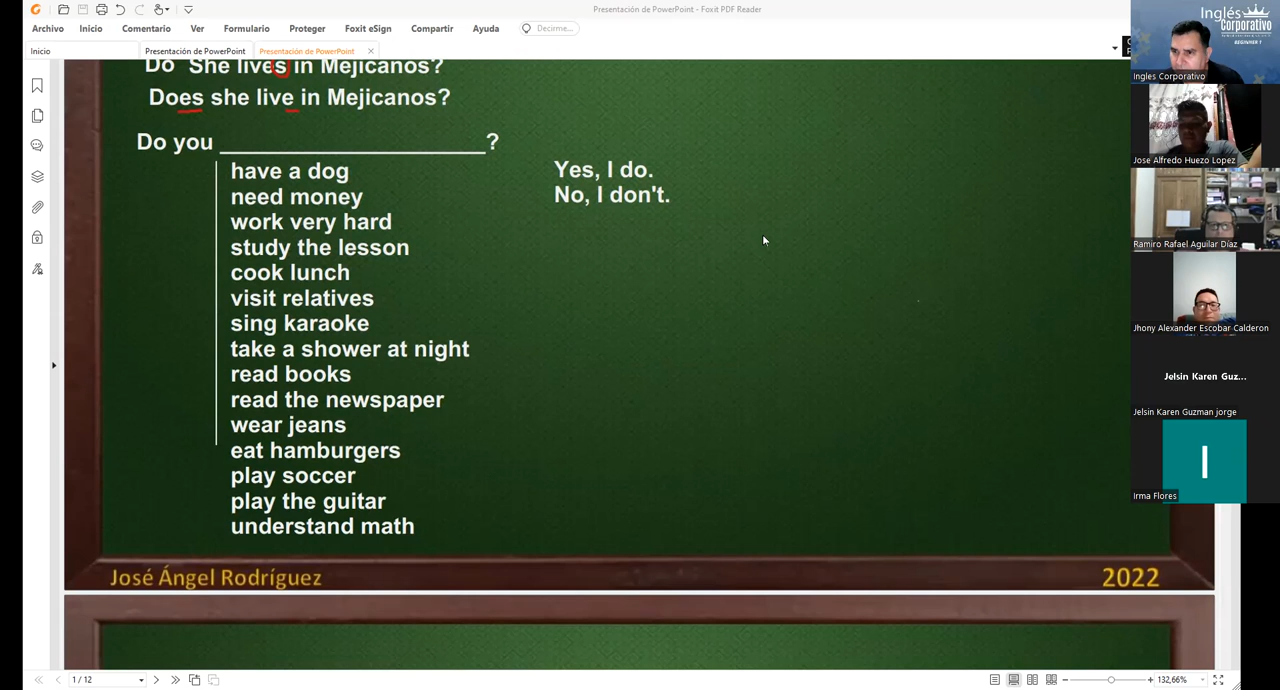 Presentación de PowerPoint - Foxit PDF Reader
Archivo Inicio Comentario Ver Formulario Proteger Foxit eSign Compartir Ayuda Decirme...
Inicio Presentación de PowerPoint Presentación de PowerPoint
Do She lives in Mejicanos?
Does she live in Mejicanos?
Do you ______________________?
have a dog
need money
work very hard
study the lesson
cook lunch
visit relatives
sing karaoke
take a shower at night
read books
read the newspaper
wear jeans
eat hamburgers
play soccer
play the guitar
understand math
Yes, I do.
No, I don't.
José Ángel Rodríguez 2022
1 / 12 132,66%
Inglés
Corporativo
BEGINNER 1
Ingles Corporativo
Jose Alfredo Huezo Lopez
Ramiro Rafael Aguilar Díaz
Jhony Alexander Escobar Calderon
Jelsin Karen Guz...
Jelsin Karen Guzman jorge
I
Irma Flores